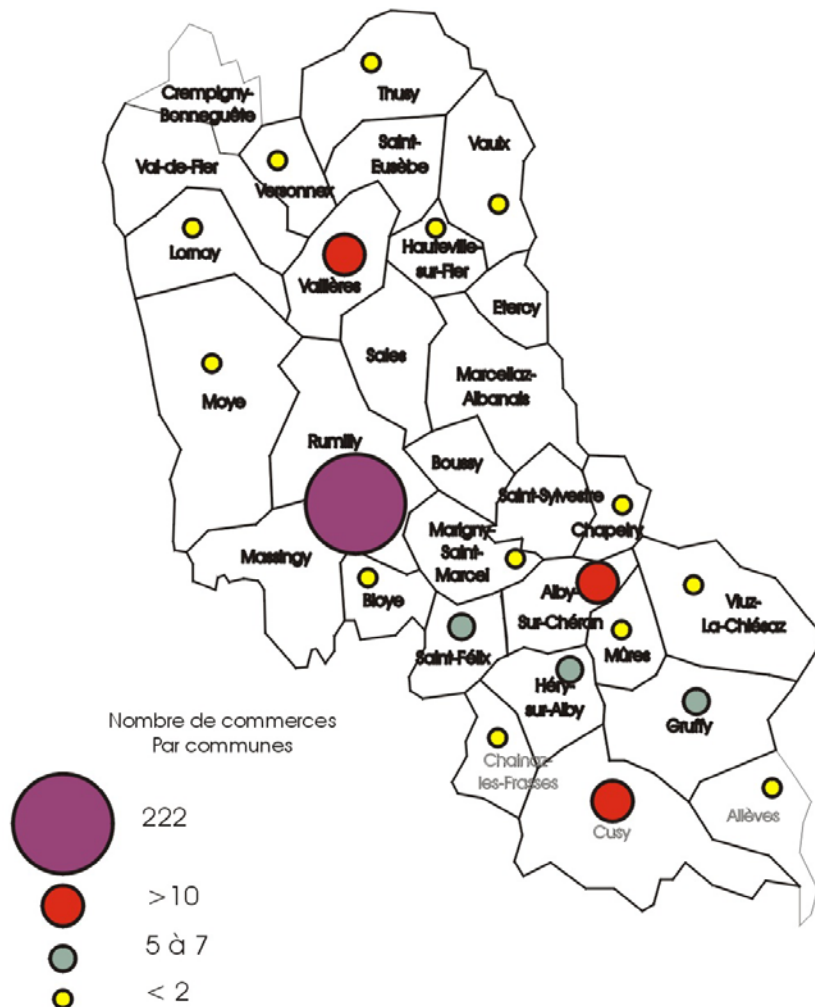 Crempigny-
Bonneguête
Thusy
Val-de-Fier
Versonnex
Saint-
Eusèbe
Vaulx
Lornay
Vallières
Hauteville-
sur-Fier
Etercy
Moye
Sales
Marcellaz-
Albanais
Rumilly
Boussy
Saint-Sylvestre
Chapeiry
Massingy
Marigny-
Saint-
Marcel
Bloye
Alby-
Sur-Chéran
Viuz-
La-Chiésaz
Saint-Félix
Mûres
Héry-
sur-Alby
Gruffy
Chainaz-
les-Frasses
Cusy
Allèves
Nombre de commerces
Par communes
222
>10
5 à 7
< 2